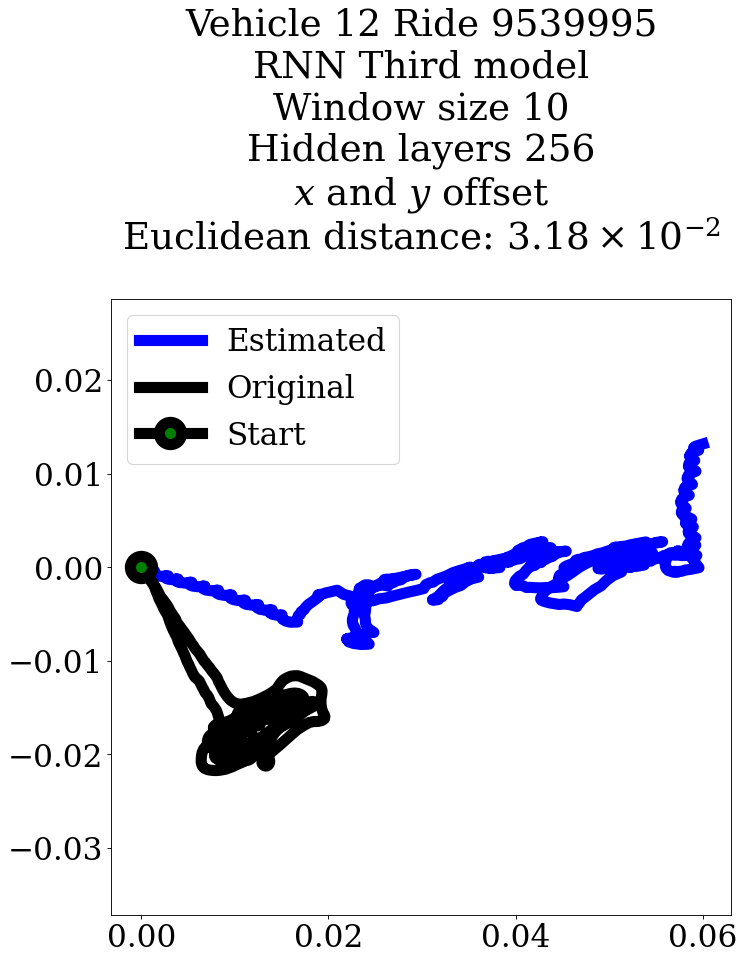 Vehicle 12 Ride 9539995
RNN Third model
Window size 10
Hidden layers 256
x and y offset
Euclidean distance: 3.18 × 10⁻²
Estimated
Original
Start
0.02
0.01
0.00
−0.01
−0.02
−0.03
0.00 0.02 0.04 0.06